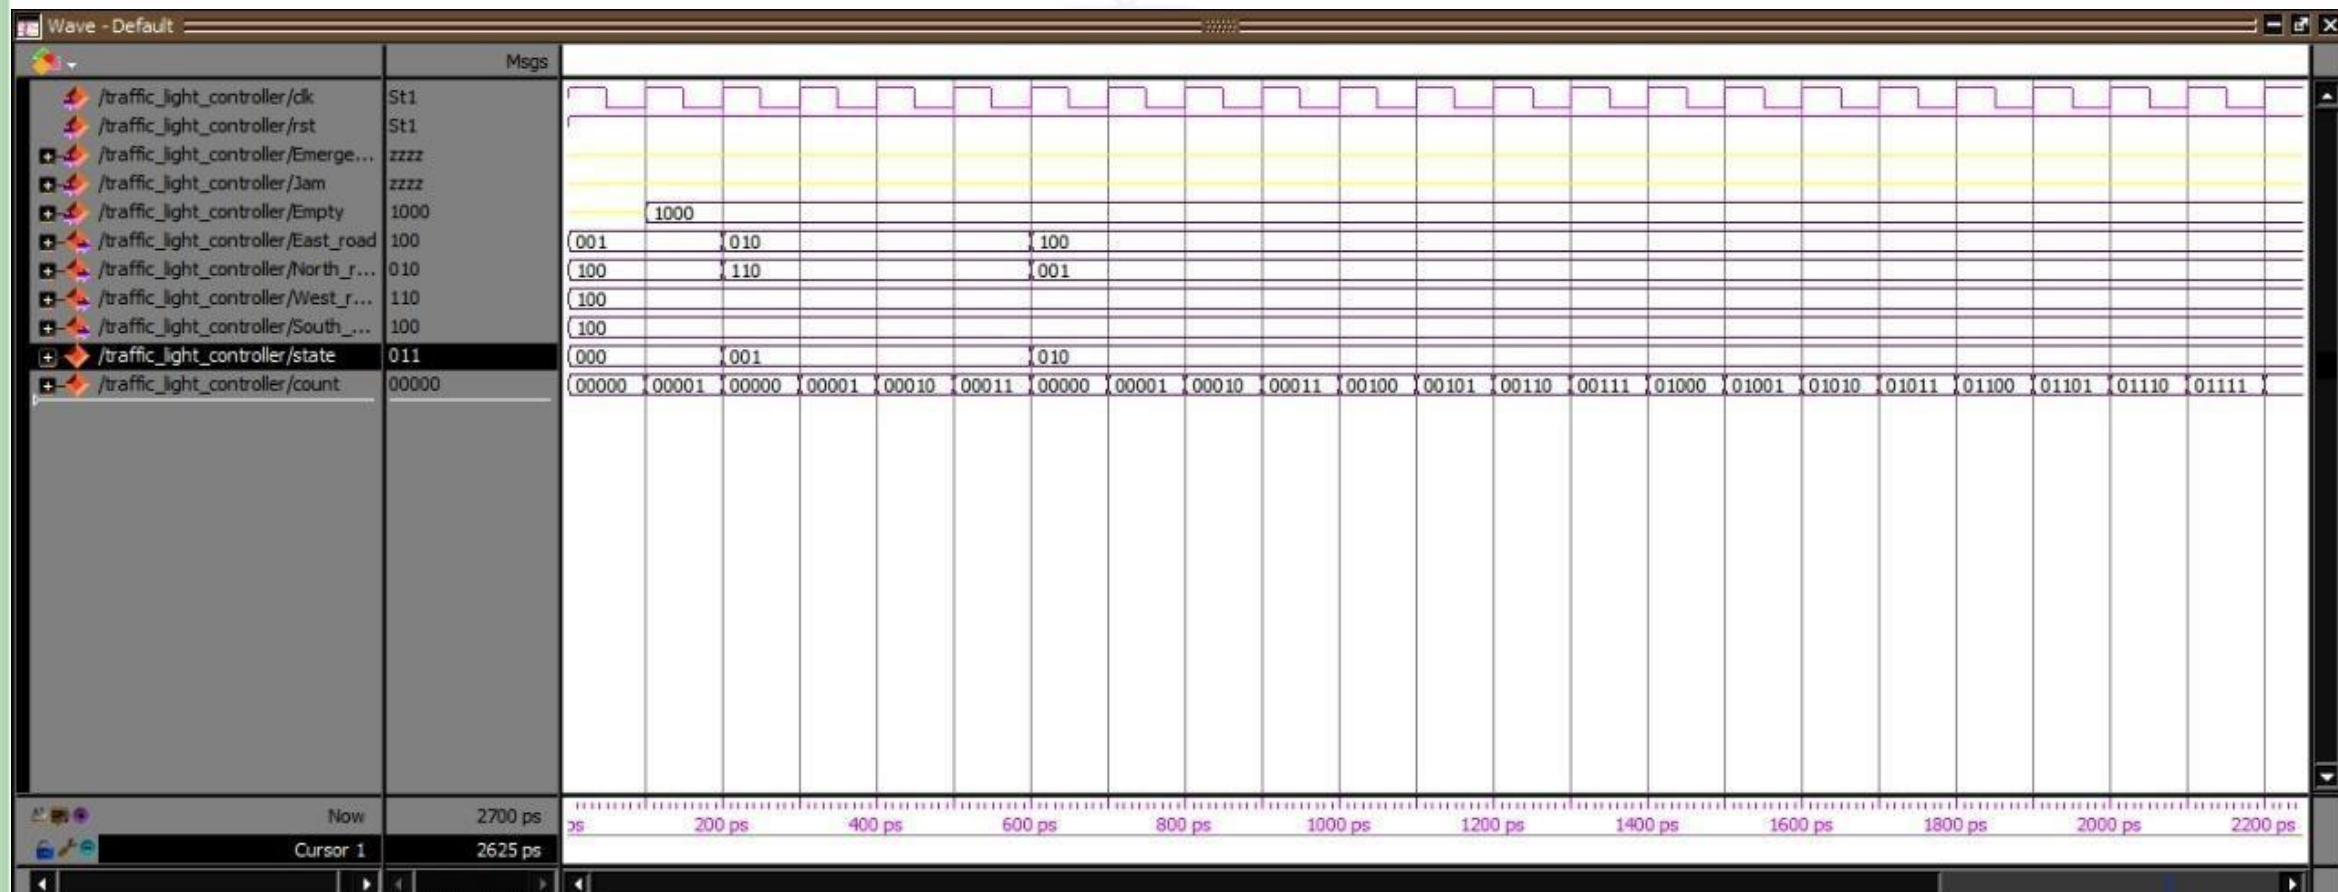 Wave - Default
Msgs
/traffic_light_controller/clk St1
/traffic_light_controller/rst St1
/traffic_light_controller/Emerge... zzzz
/traffic_light_controller/Jam zzzz
/traffic_light_controller/Empty 1000 1000
/traffic_light_controller/East_road 100 001 010 100
/traffic_light_controller/North_r... 010 100 110 001
/traffic_light_controller/West_r... 110 100
/traffic_light_controller/South_... 100 100
/traffic_light_controller/state 011 000 001 010
/traffic_light_controller/count 00000 00000 00001 00000 00001 00010 00011 00000 00001 00010 00011 00100 00101 00110 00111 01000 01001 01010 01011 01100 01101 01110 01111
Now 2700 ps ps 200 ps 400 ps 600 ps 800 ps 1000 ps 1200 ps 1400 ps 1600 ps 1800 ps 2000 ps 2200 ps
Cursor 1 2625 ps